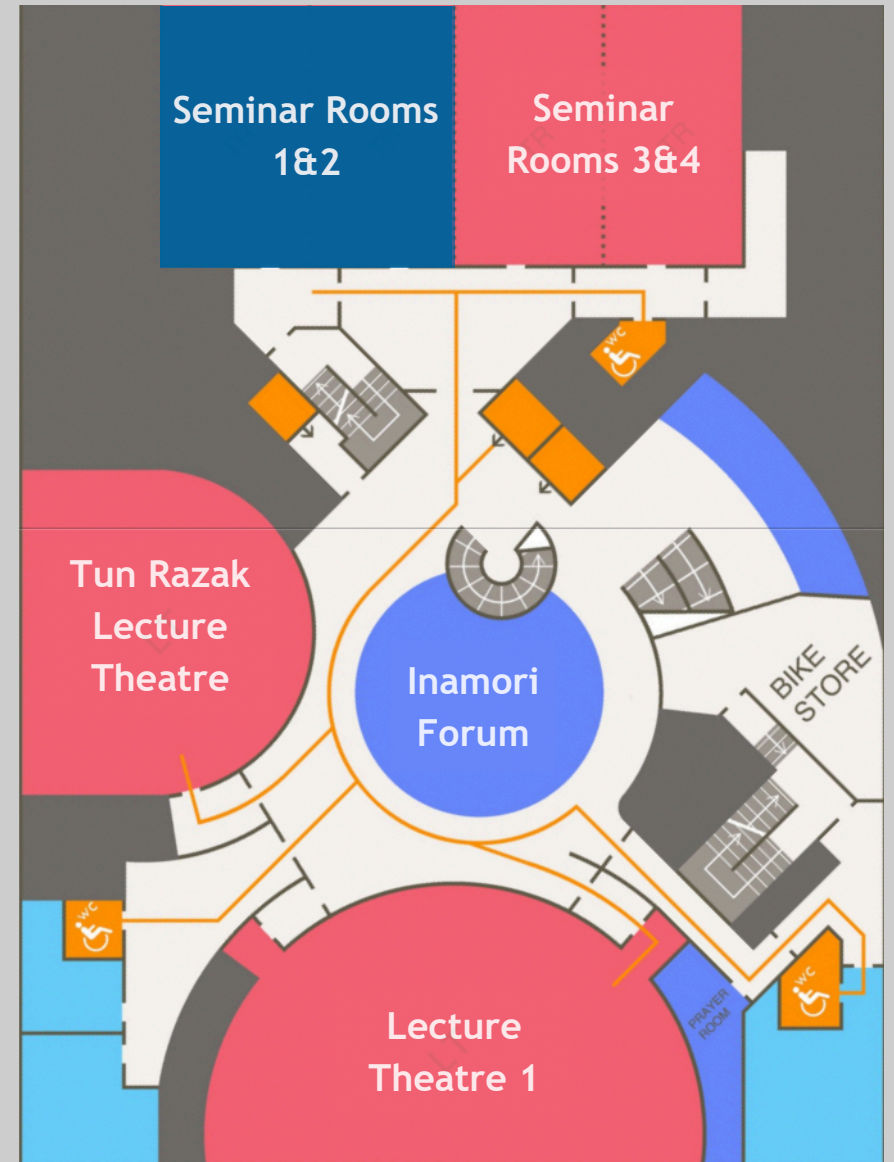 Seminar Rooms
1&2
Seminar
Rooms 3&4
WC
Tun Razak
Lecture
Theatre
Inamori
Forum
BIKE
STORE
WC
WC
PRAYER
ROOM
Lecture
Theatre 1